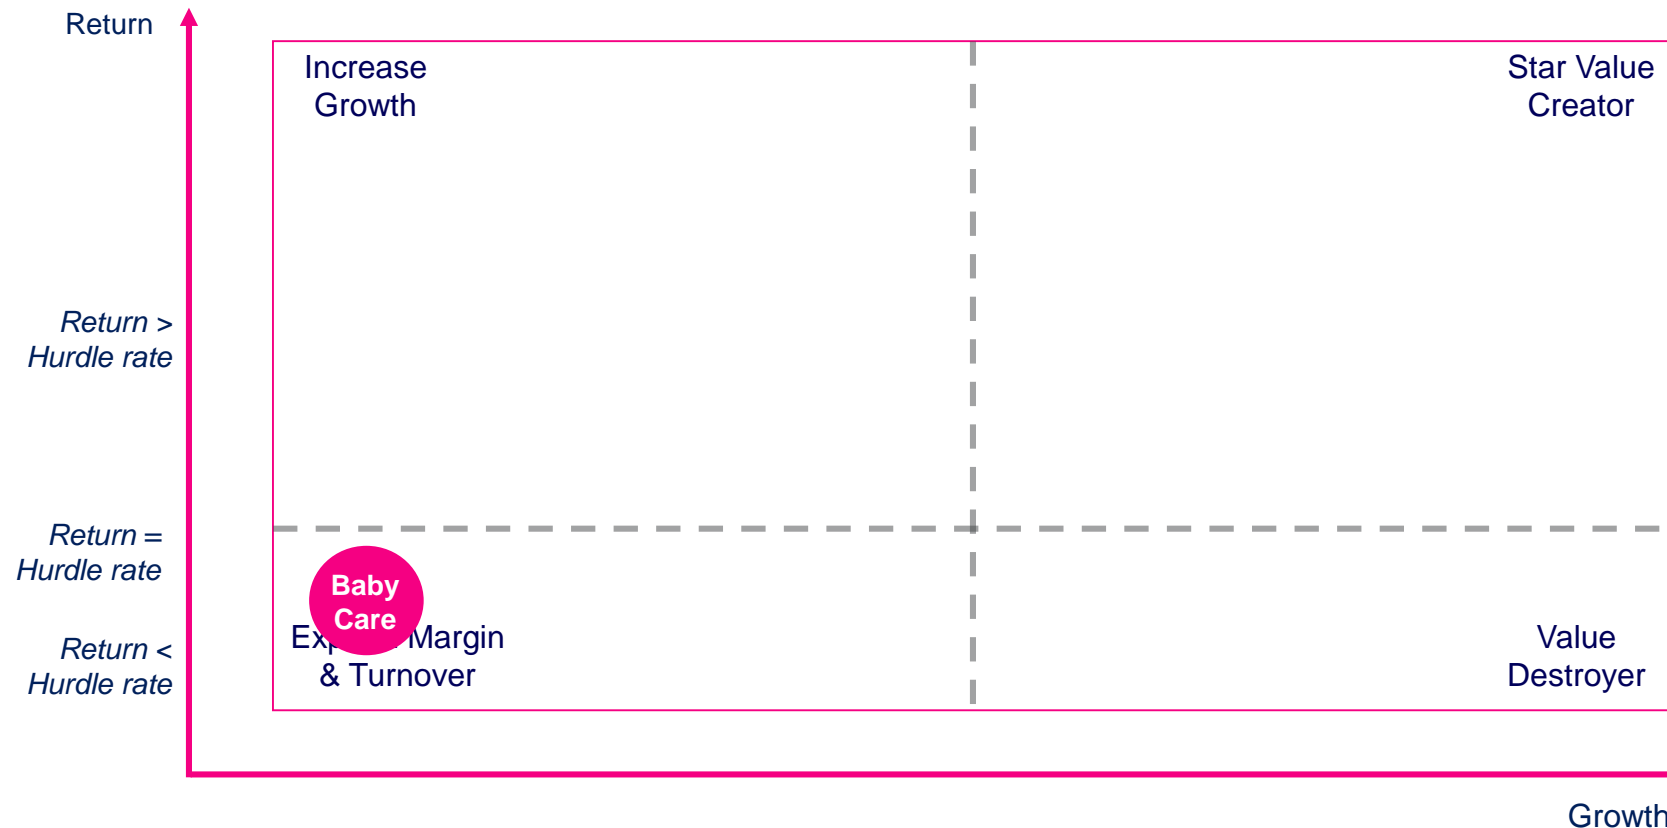 Return
Increase
Growth
Star Value
Creator
Return >
Hurdle rate
Return =
Hurdle rate
Baby
Care
Return <
Hurdle rate
Margin
& Turnover
Value
Destroyer
Growth